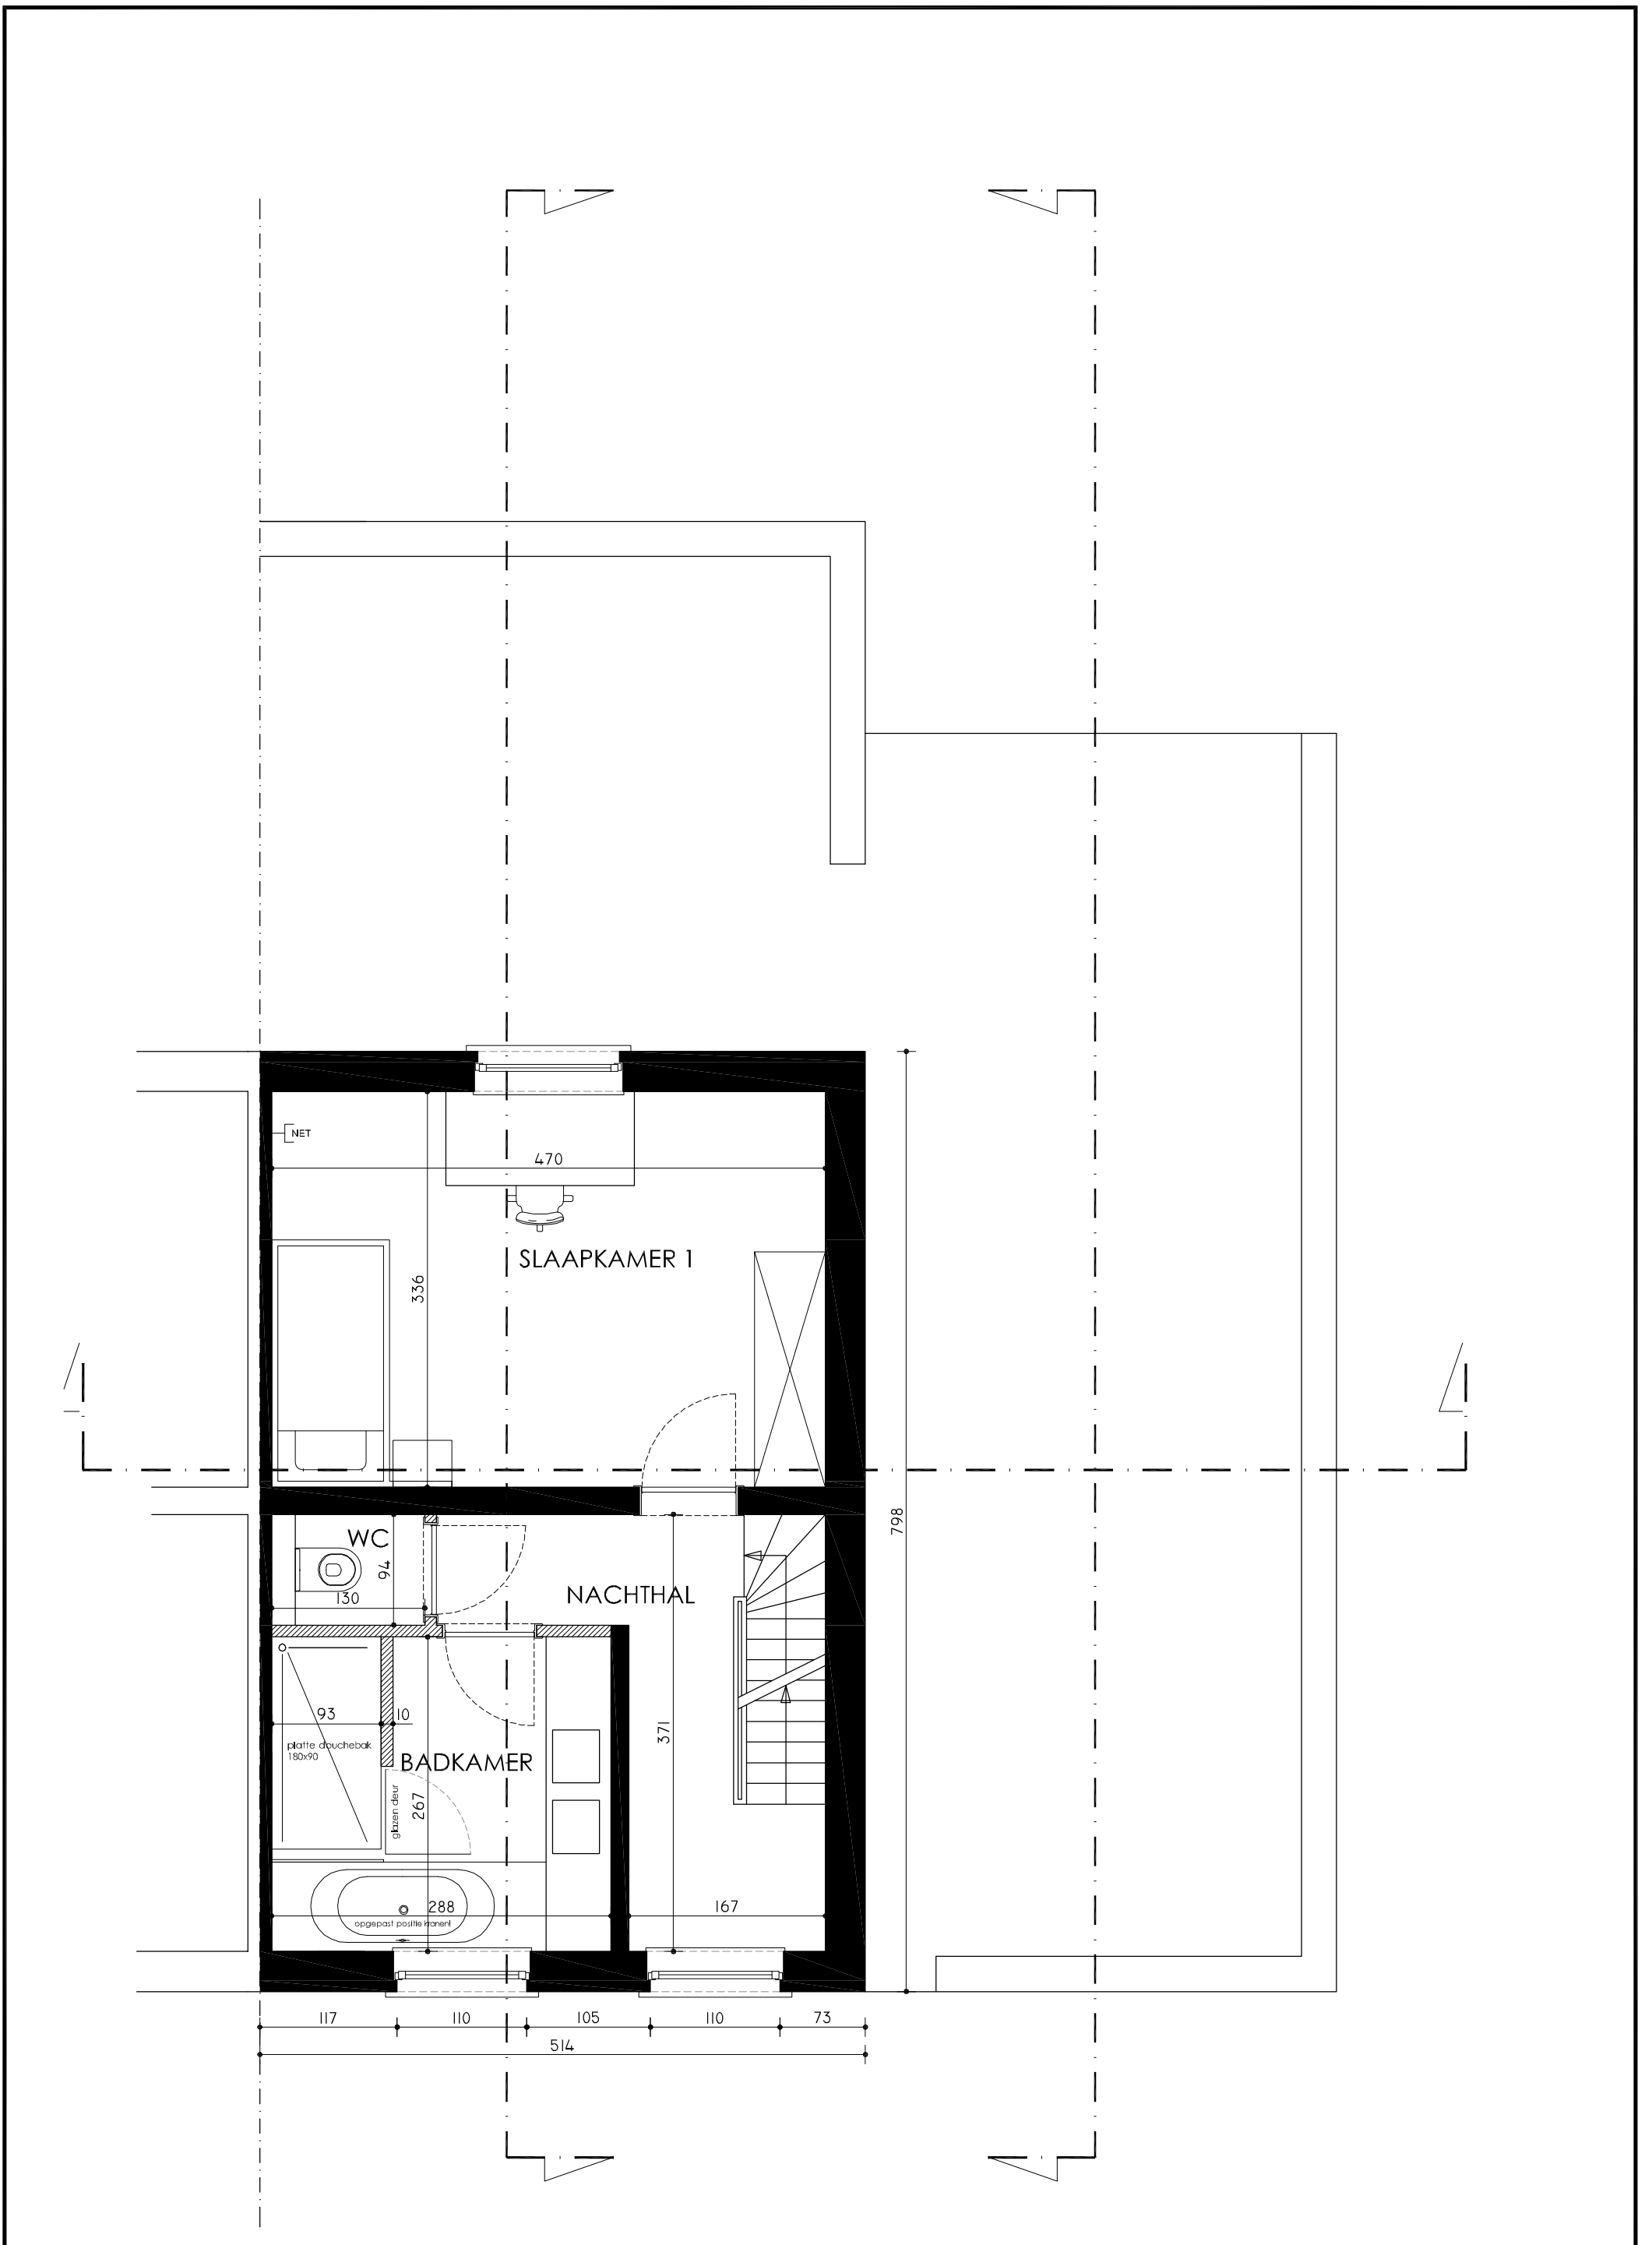 NET
470
SLAAPKAMER 1
336
798
WC
94
130
NACHTHAL
93
10
371
platte douchebak
180x90
BADKAMER
glazen deur
267
288
167
opgepast positie kranen!
117
110
105
110
73
514